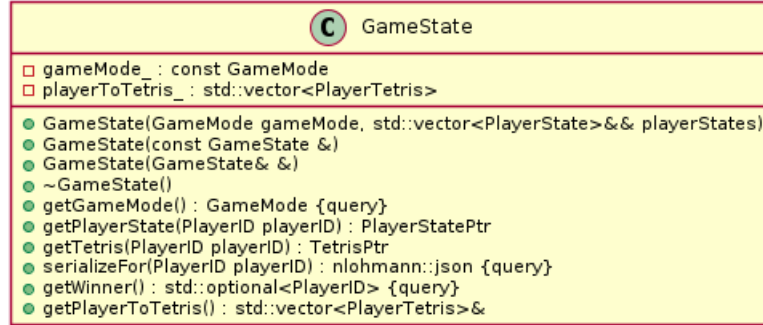 C GameState
gameMode_ : const GameMode
playerToTetris_ : std::vector<PlayerTetris>
GameState(GameMode gameMode, std::vector<PlayerState>&& playerStates)
GameState(const GameState &)
GameState(GameState& &)
~GameState()
getGameMode() : GameMode {query}
getPlayerState(PlayerID playerID) : PlayerStatePtr
getTetris(PlayerID playerID) : TetrisPtr
serializeFor(PlayerID playerID) : nlohmann::json {query}
getWinner() : std::optional<PlayerID> {query}
getPlayerToTetris() : std::vector<PlayerTetris>&